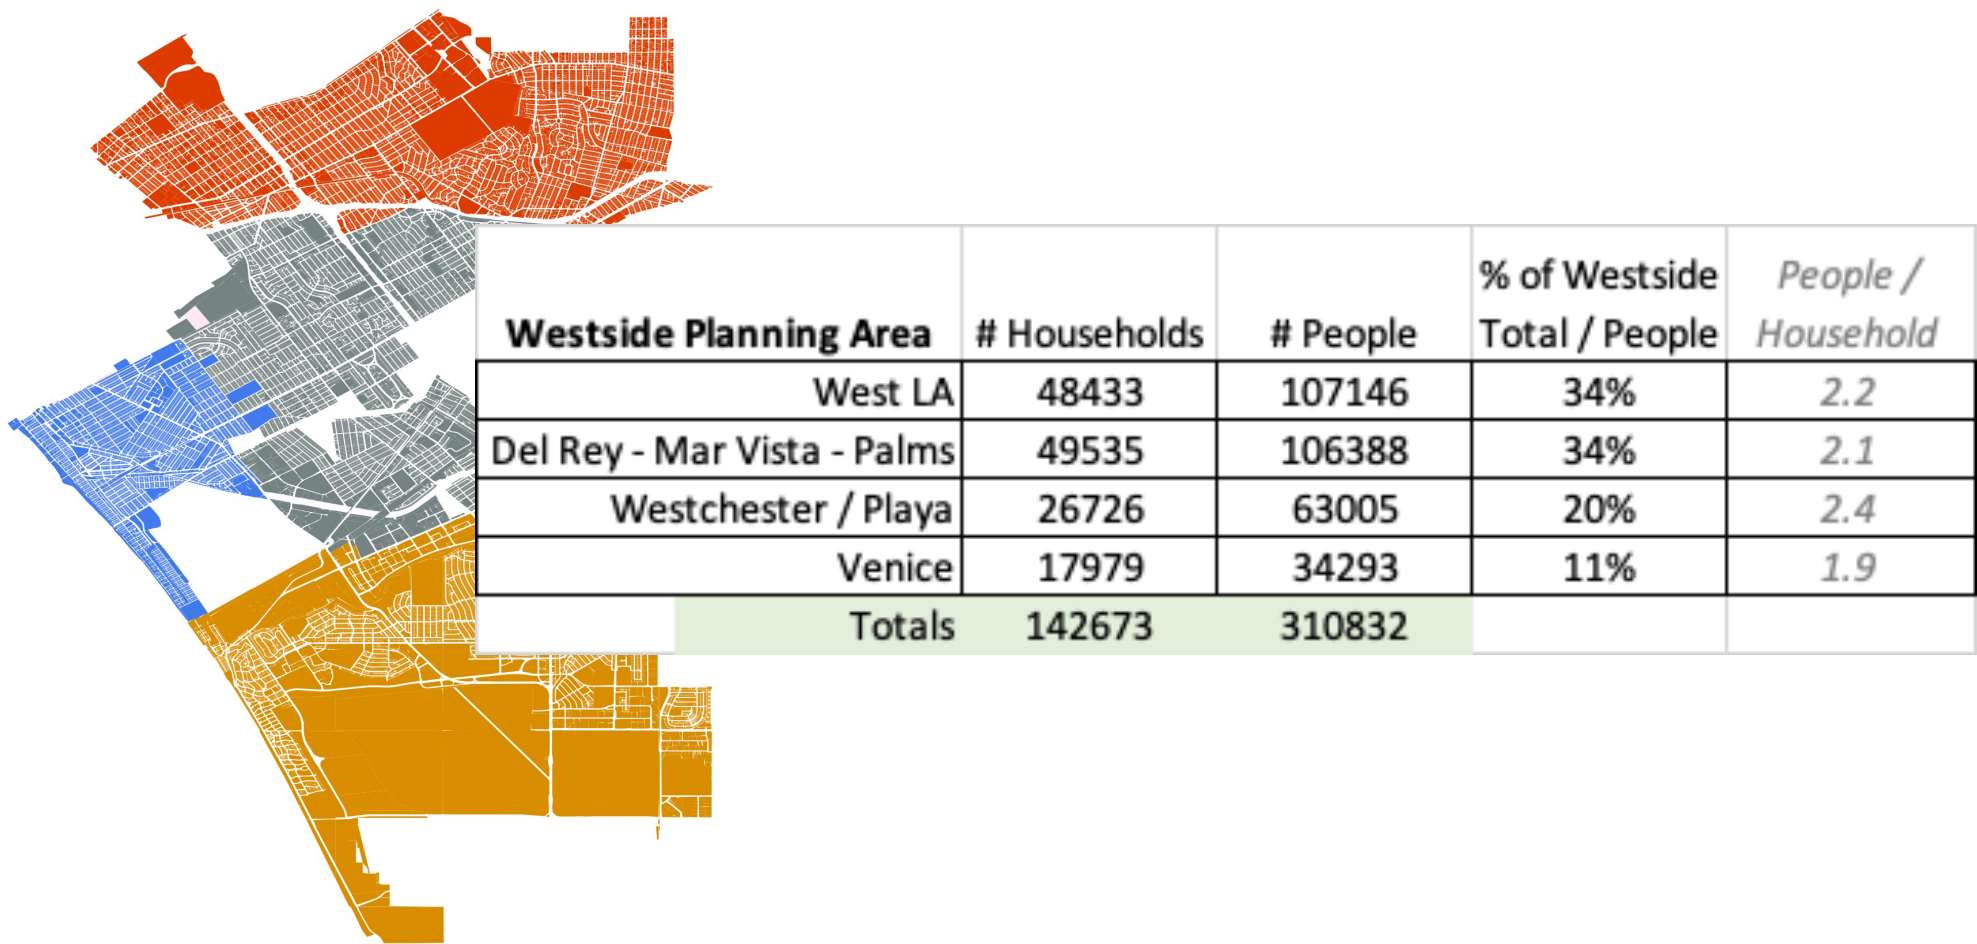 Westside Planning Area # Households # People % of Westside Total / People People / Household
West LA 48433 107146 34% 2.2
Del Rey - Mar Vista - Palms 49535 106388 34% 2.1
Westchester / Playa 26726 63005 20% 2.4
Venice 17979 34293 11% 1.9
Totals 142673 310832